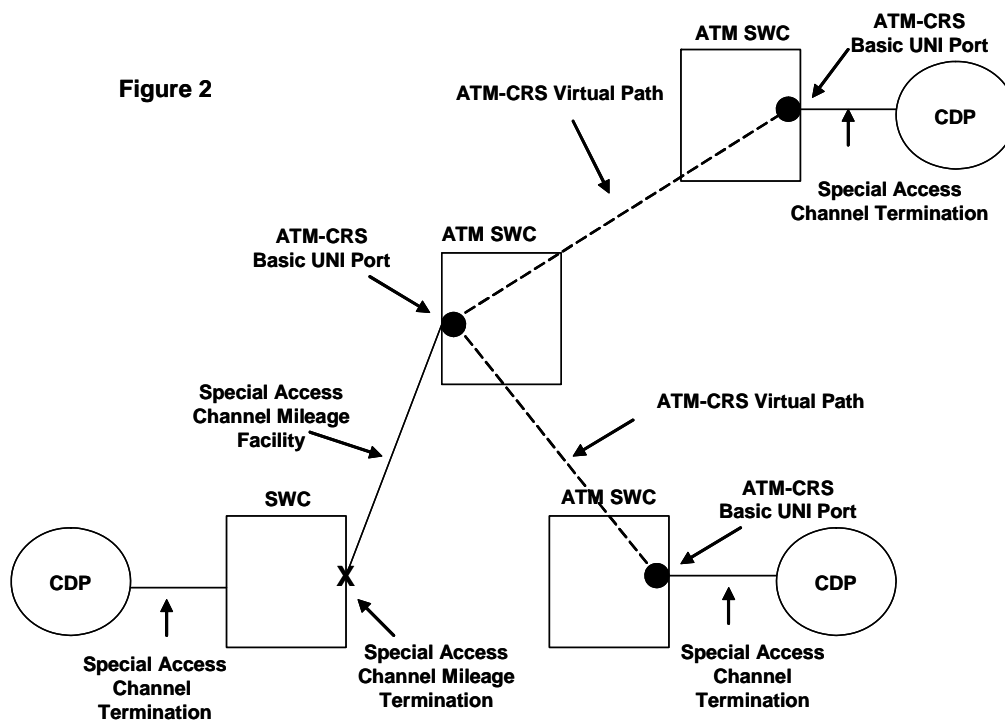 ATM-CRS
Basic UNI Port
ATM SWC
Figure 2
ATM-CRS Virtual Path
CDP
Special Access
Channel Termination
ATM-CRS
Basic UNI Port
ATM SWC
Special Access
Channel Mileage
Facility
ATM-CRS Virtual Path
SWC
ATM SWC
ATM-CRS
Basic UNI Port
CDP
X
CDP
Special Access
Channel
Termination
Special Access
Channel Mileage
Termination
Special Access
Channel
Termination